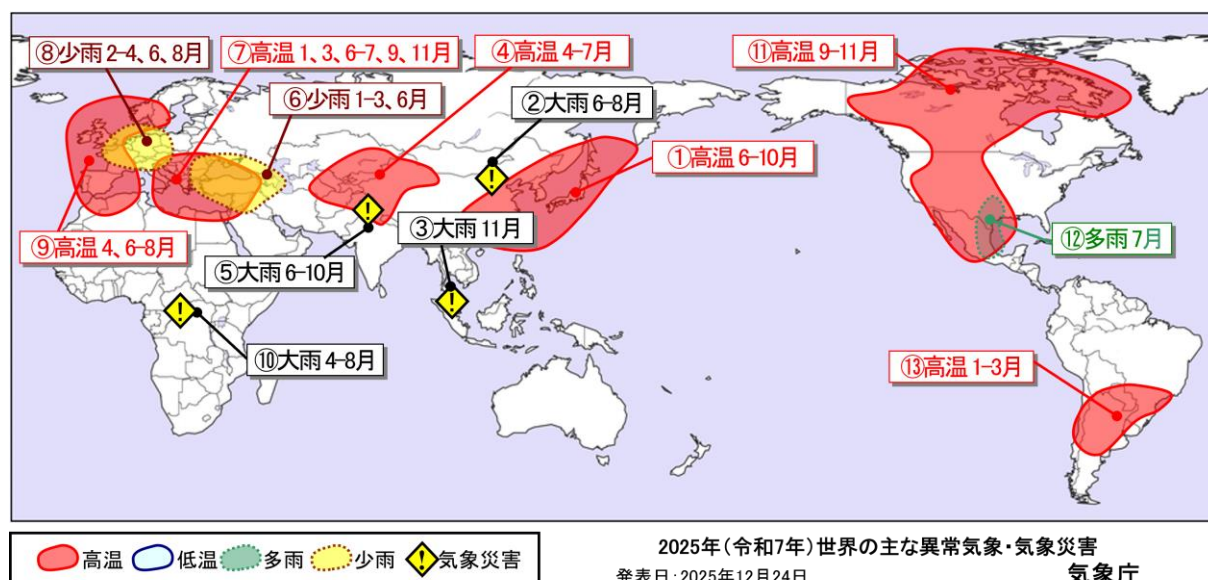 ⑧少雨 2–4、6、8月
⑦高温 1、3、6–7、9、11月
④高温 4–7月
⑪高温 9–11月
⑥少雨 1–3、6月
②大雨 6–8月
①高温 6–10月
③大雨 11月
⑨高温 4、6–8月
⑫多雨 7月
⑤大雨 6–10月
⑩大雨 4–8月
⑬高温 1–3月
!
!
!
!
高温 低温 多雨 少雨 ! 気象災害
2025年(令和7年)世界の主な異常気象・気象災害
発表日:2025年12月24日 気象庁